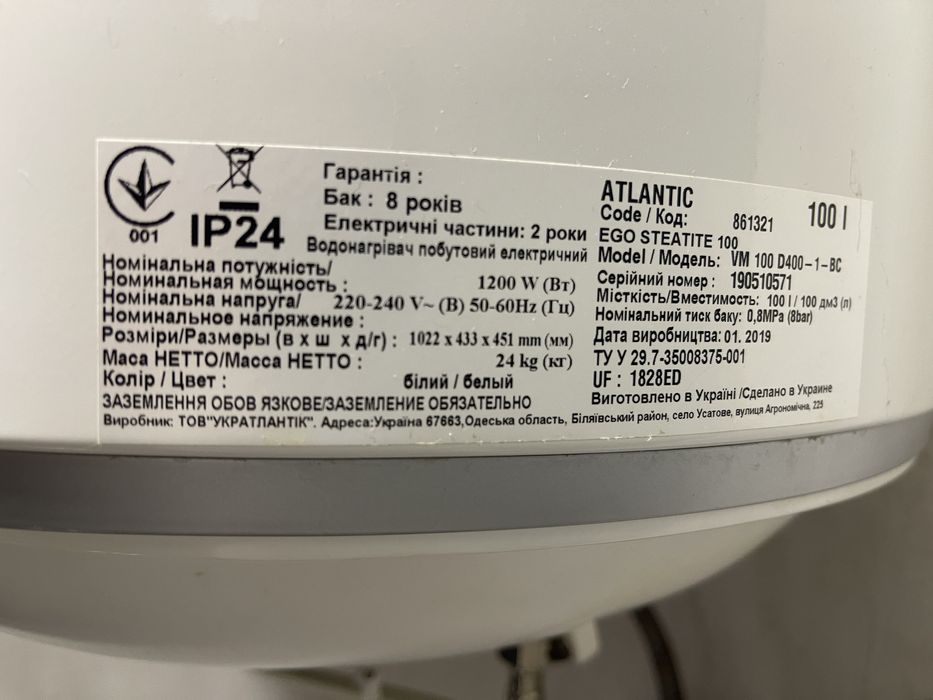 001
IP24
Гарантія :
Бак : 8 років
Електричні частини: 2 роки
Водонагрівач побутовий електричний
Номінальна потужність/
Номинальная мощность : 1200 W (Вт)
Номінальна напруга/ 220-240 V~ (В) 50-60Hz (Гц)
Номинальное напряжение :
Розміри/Размеры (в х ш х д/г) : 1022 x 433 x 451 mm (мм)
Маса НЕТТО/Масса НЕТТО : 24 kg (кг)
Колір / Цвет : білий / белый
ЗАЗЕМЛЕННЯ ОБОВ ЯЗКОВЕ/ЗАЗЕМЛЕНИЕ ОБЯЗАТЕЛЬНО
Виробник: ТОВ"УКРАТЛАНТІК". Адреса:Україна 67663,Одеська область, Біляївський район, село Усатове, вулиця Агрономічна, 225
ATLANTIC 100 l
Code / Код: 861321
EGO STEATITE 100
Model / Модель: VM 100 D400-1-BC
Серійний номер : 190510571
Місткість/Вместимость: 100 l / 100 дм3 (л)
Номінальний тиск баку: 0,8MPa (8bar)
Дата виробництва: 01. 2019
ТУ У 29.7-35008375-001
UF : 1828ED
Виготовлено в Україні /Сделано в Украине